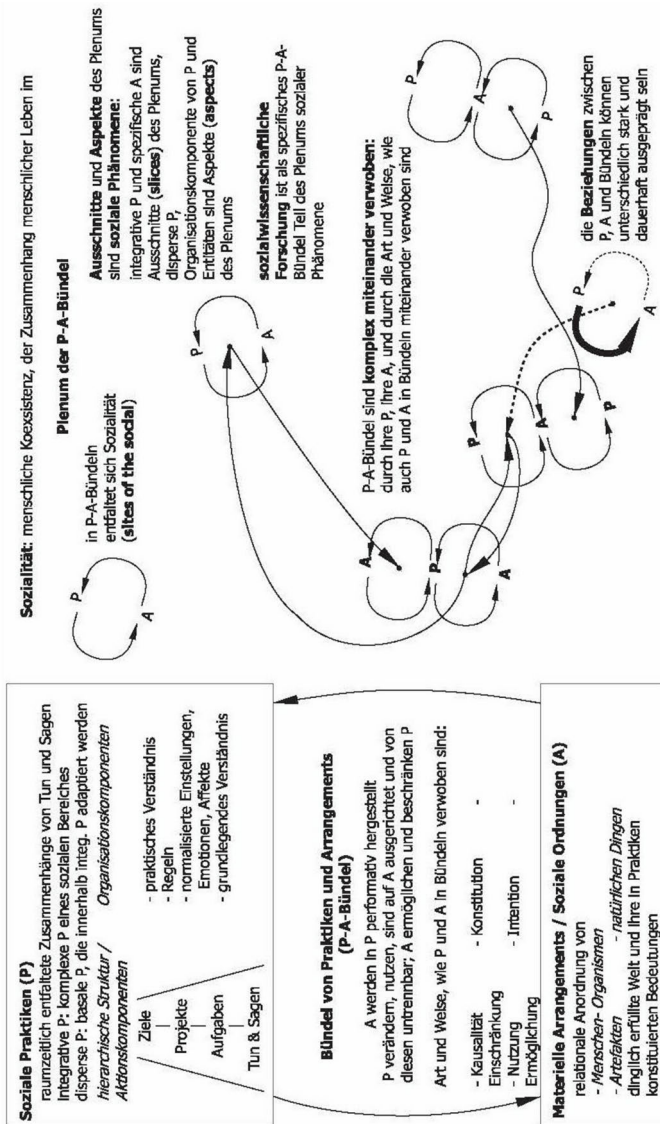 Soziale Praktiken (P)
raumzeitlich entfaltete Zusammenhänge von Tun und Sagen
Integrative P: komplexe P eines sozialen Bereiches
disperse P: basale P, die innerhalb integ. P adaptiert werden
hierarchische Struktur /
Aktionskomponenten
Organisationskomponenten
Ziele
Projekte
Aufgaben
Tun & Sagen
- praktisches Verständnis
- Regeln
- normalisierte Einstellungen,
Emotionen, Affekte
- grundlegendes Verständnis
Bündel von Praktiken und Arrangements
(P-A-Bündel)
A werden in P performativ hergestellt
P verändern, nutzen, sind auf A ausgerichtet und von
diesen untrennbar; A ermöglichen und beschränken P
Art und Weise, wie P und A in Bündeln verwoben sind:
- Kausalität - Konstitution -
Einschränkung
- Nutzung - Intention -
Ermöglichung
Materielle Arrangements / Soziale Ordnungen (A)
relationale Anordnung von
- Menschen- Organismen
- Artefakten - natürlichen Dingen
dinglich erfüllte Welt und ihre in Praktiken
konstituierten Bedeutungen
Sozialität: menschliche Koexsistenz, der Zusammenhang menschlicher Leben im
Plenum der P-A-Bündel
P
A
in P-A-Bündeln
entfaltet sich Sozialität
(sites of the social)
Ausschnitte und Aspekte des Plenums
sind soziale Phänomene:
integrative P und spezifische A sind
Ausschnitte (slices) des Plenums,
disperse P,
Organisationskomponente von P und
Entitäten sind Aspekte (aspects)
des Plenums
sozialwissenschaftliche
Forschung ist als spezifisches P-A-
Bündel Teil des Plenums sozialer
Phänomene
P
A
P-A-Bündel sind komplex miteinander verwoben:
durch ihre P, ihre A, und durch die Art und Weise, wie
auch P und A in Bündeln miteinander verwoben sind
A
P
A
P
A
P
P
A
P
P
A
die Beziehungen zwischen
P, A und Bündeln können
unterschiedlich stark und
dauerhaft ausgeprägt sein